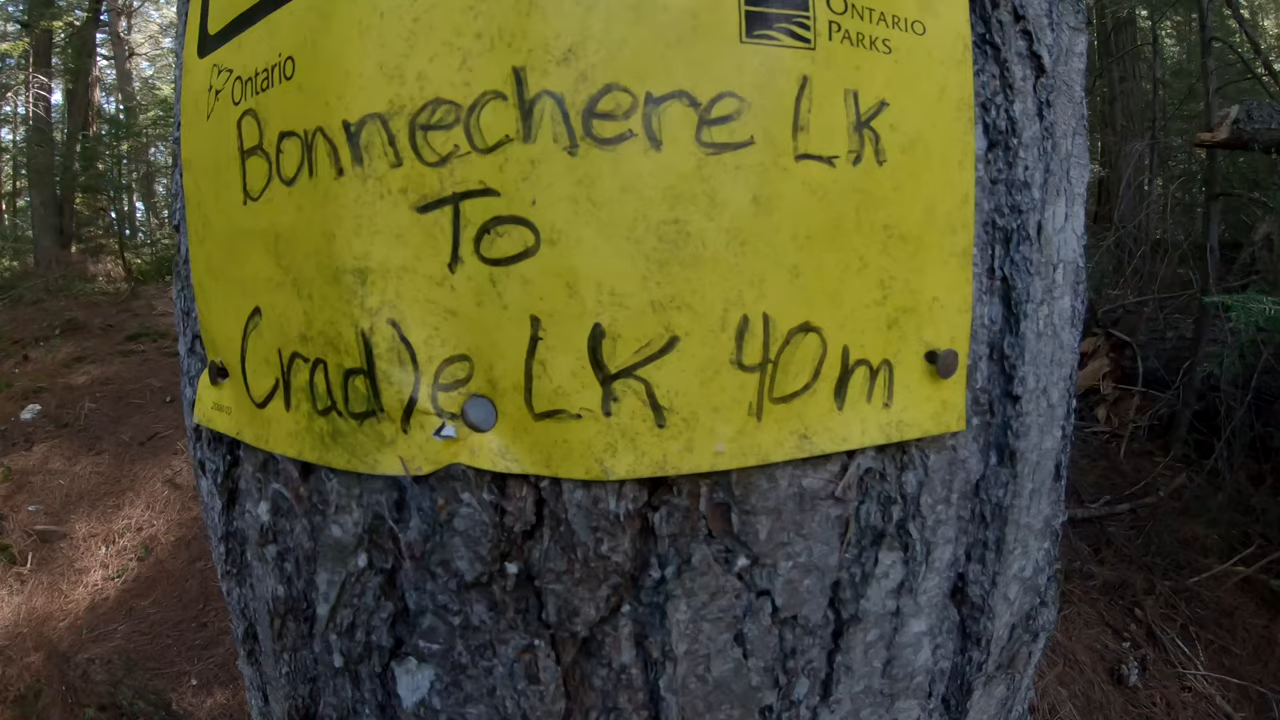 Ontario
ONTARIO
PARKS
Bonnechere Lk
To
Cradle LK 40m